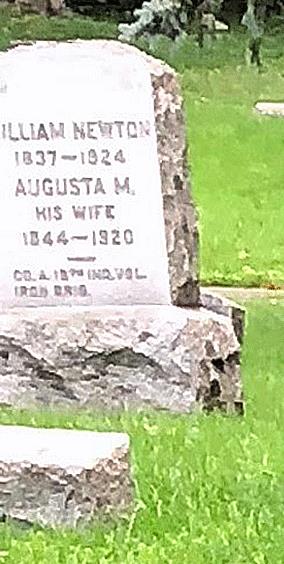 ILLIAM NEWTON
1837–1924
AUGUSTA M.
HIS WIFE
1844–1920
CO. A. 19TH IND. VOL.
IRON BRIG.